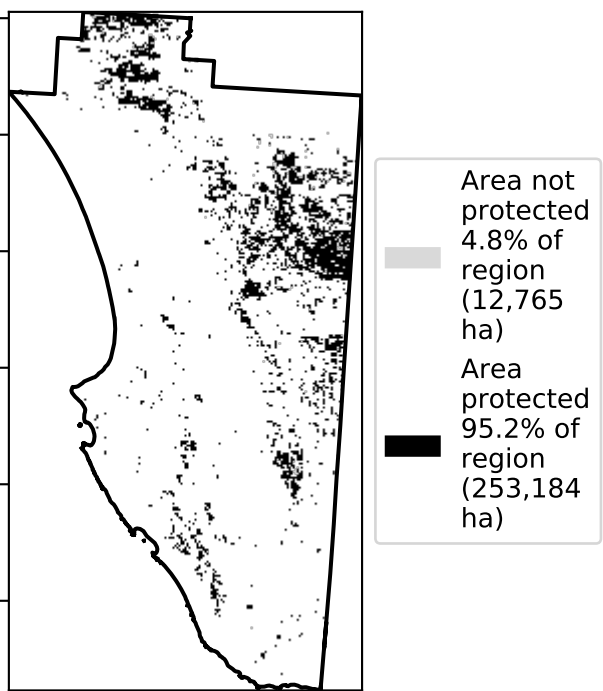 Area not
protected
4.8% of
region
(12,765
ha)
Area
protected
95.2% of
region
(253,184
ha)